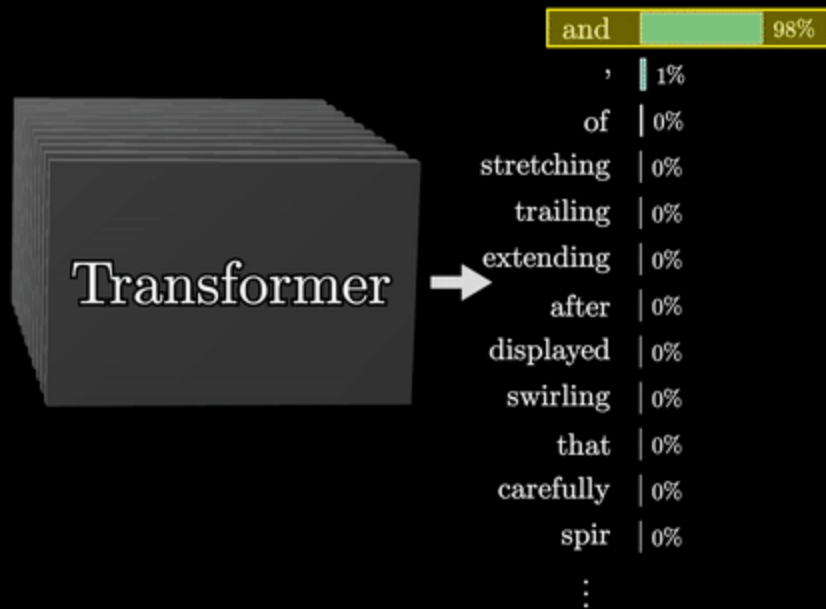 and 98%
, 1%
of 0%
stretching 0%
trailing 0%
extending 0%
Transformer
after 0%
displayed 0%
swirling 0%
that 0%
carefully 0%
spir 0%
⋮